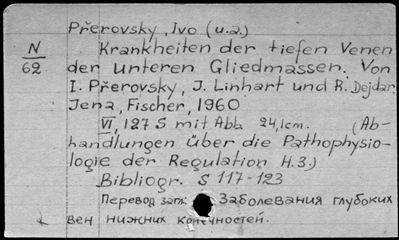 Přerovsky, Ivo (u.a.)
N
62
Krankheiten der tiefen Venen
der unteren Gliedmassen. Von
I. Přerovsky, J. Linhart und R. Dejdar.
Jena, Fischer, 1960
VI, 127 S mit Abb. 24,1cm. (Ab-
handlungen über die Pathophysio-
logie der Regulation H.3.)
Bibliogr. S 117-123
Перевод загл: Заболевания глубоких
вен нижних конечностей.